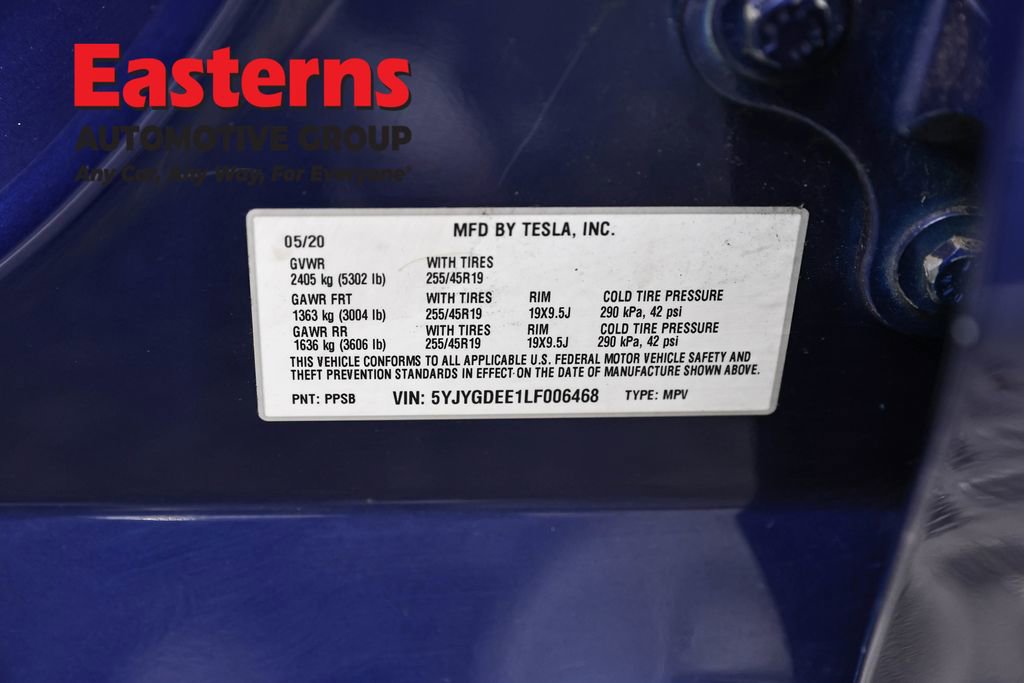 Easterns
AUTOMOTIVE GROUP
Any Car, Any Way, For Everyone®
MFD BY TESLA, INC.
05/20
GVWR WITH TIRES
2405 kg (5302 lb) 255/45R19
GAWR FRT WITH TIRES RIM COLD TIRE PRESSURE
1363 kg (3004 lb) 255/45R19 19X9.5J 290 kPa, 42 psi
GAWR RR WITH TIRES RIM COLD TIRE PRESSURE
1636 kg (3606 lb) 255/45R19 19X9.5J 290 kPa, 42 psi
THIS VEHICLE CONFORMS TO ALL APPLICABLE U.S. FEDERAL MOTOR VEHICLE SAFETY AND
THEFT PREVENTION STANDARDS IN EFFECT ON THE DATE OF MANUFACTURE SHOWN ABOVE.
PNT: PPSB VIN: 5YJYGDEE1LF006468 TYPE: MPV